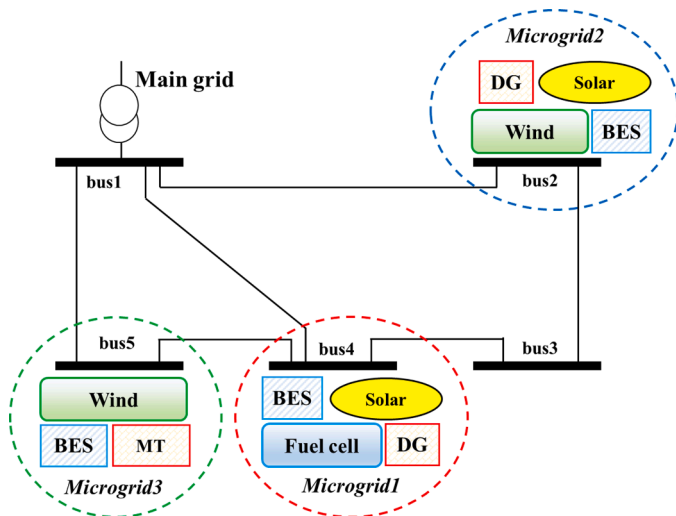 Microgrid2
Main grid
DG
Solar
Wind
BES
bus1
bus2
bus5
bus4
bus3
Wind
BES
MT
Microgrid3
BES
Solar
Fuel cell
DG
Microgrid1